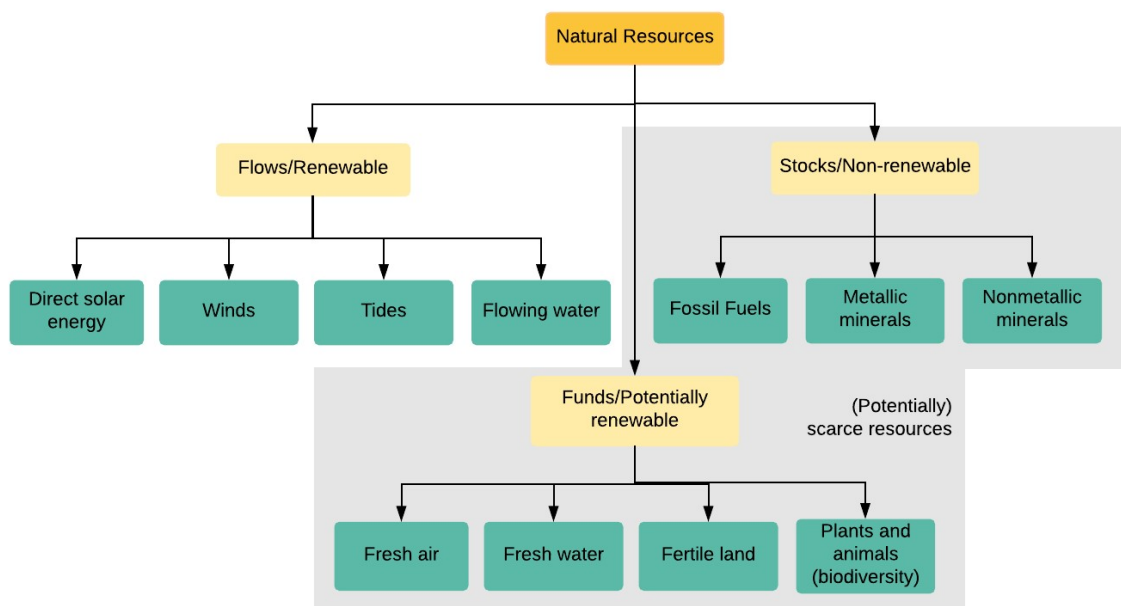 Natural Resources
Flows/Renewable
Stocks/Non-renewable
Direct solar
energy
Winds
Tides
Flowing water
Fossil Fuels
Metallic
minerals
Nonmetallic
minerals
Funds/Potentially
renewable
(Potentially)
scarce resources
Fresh air
Fresh water
Fertile land
Plants and
animals
(biodiversity)